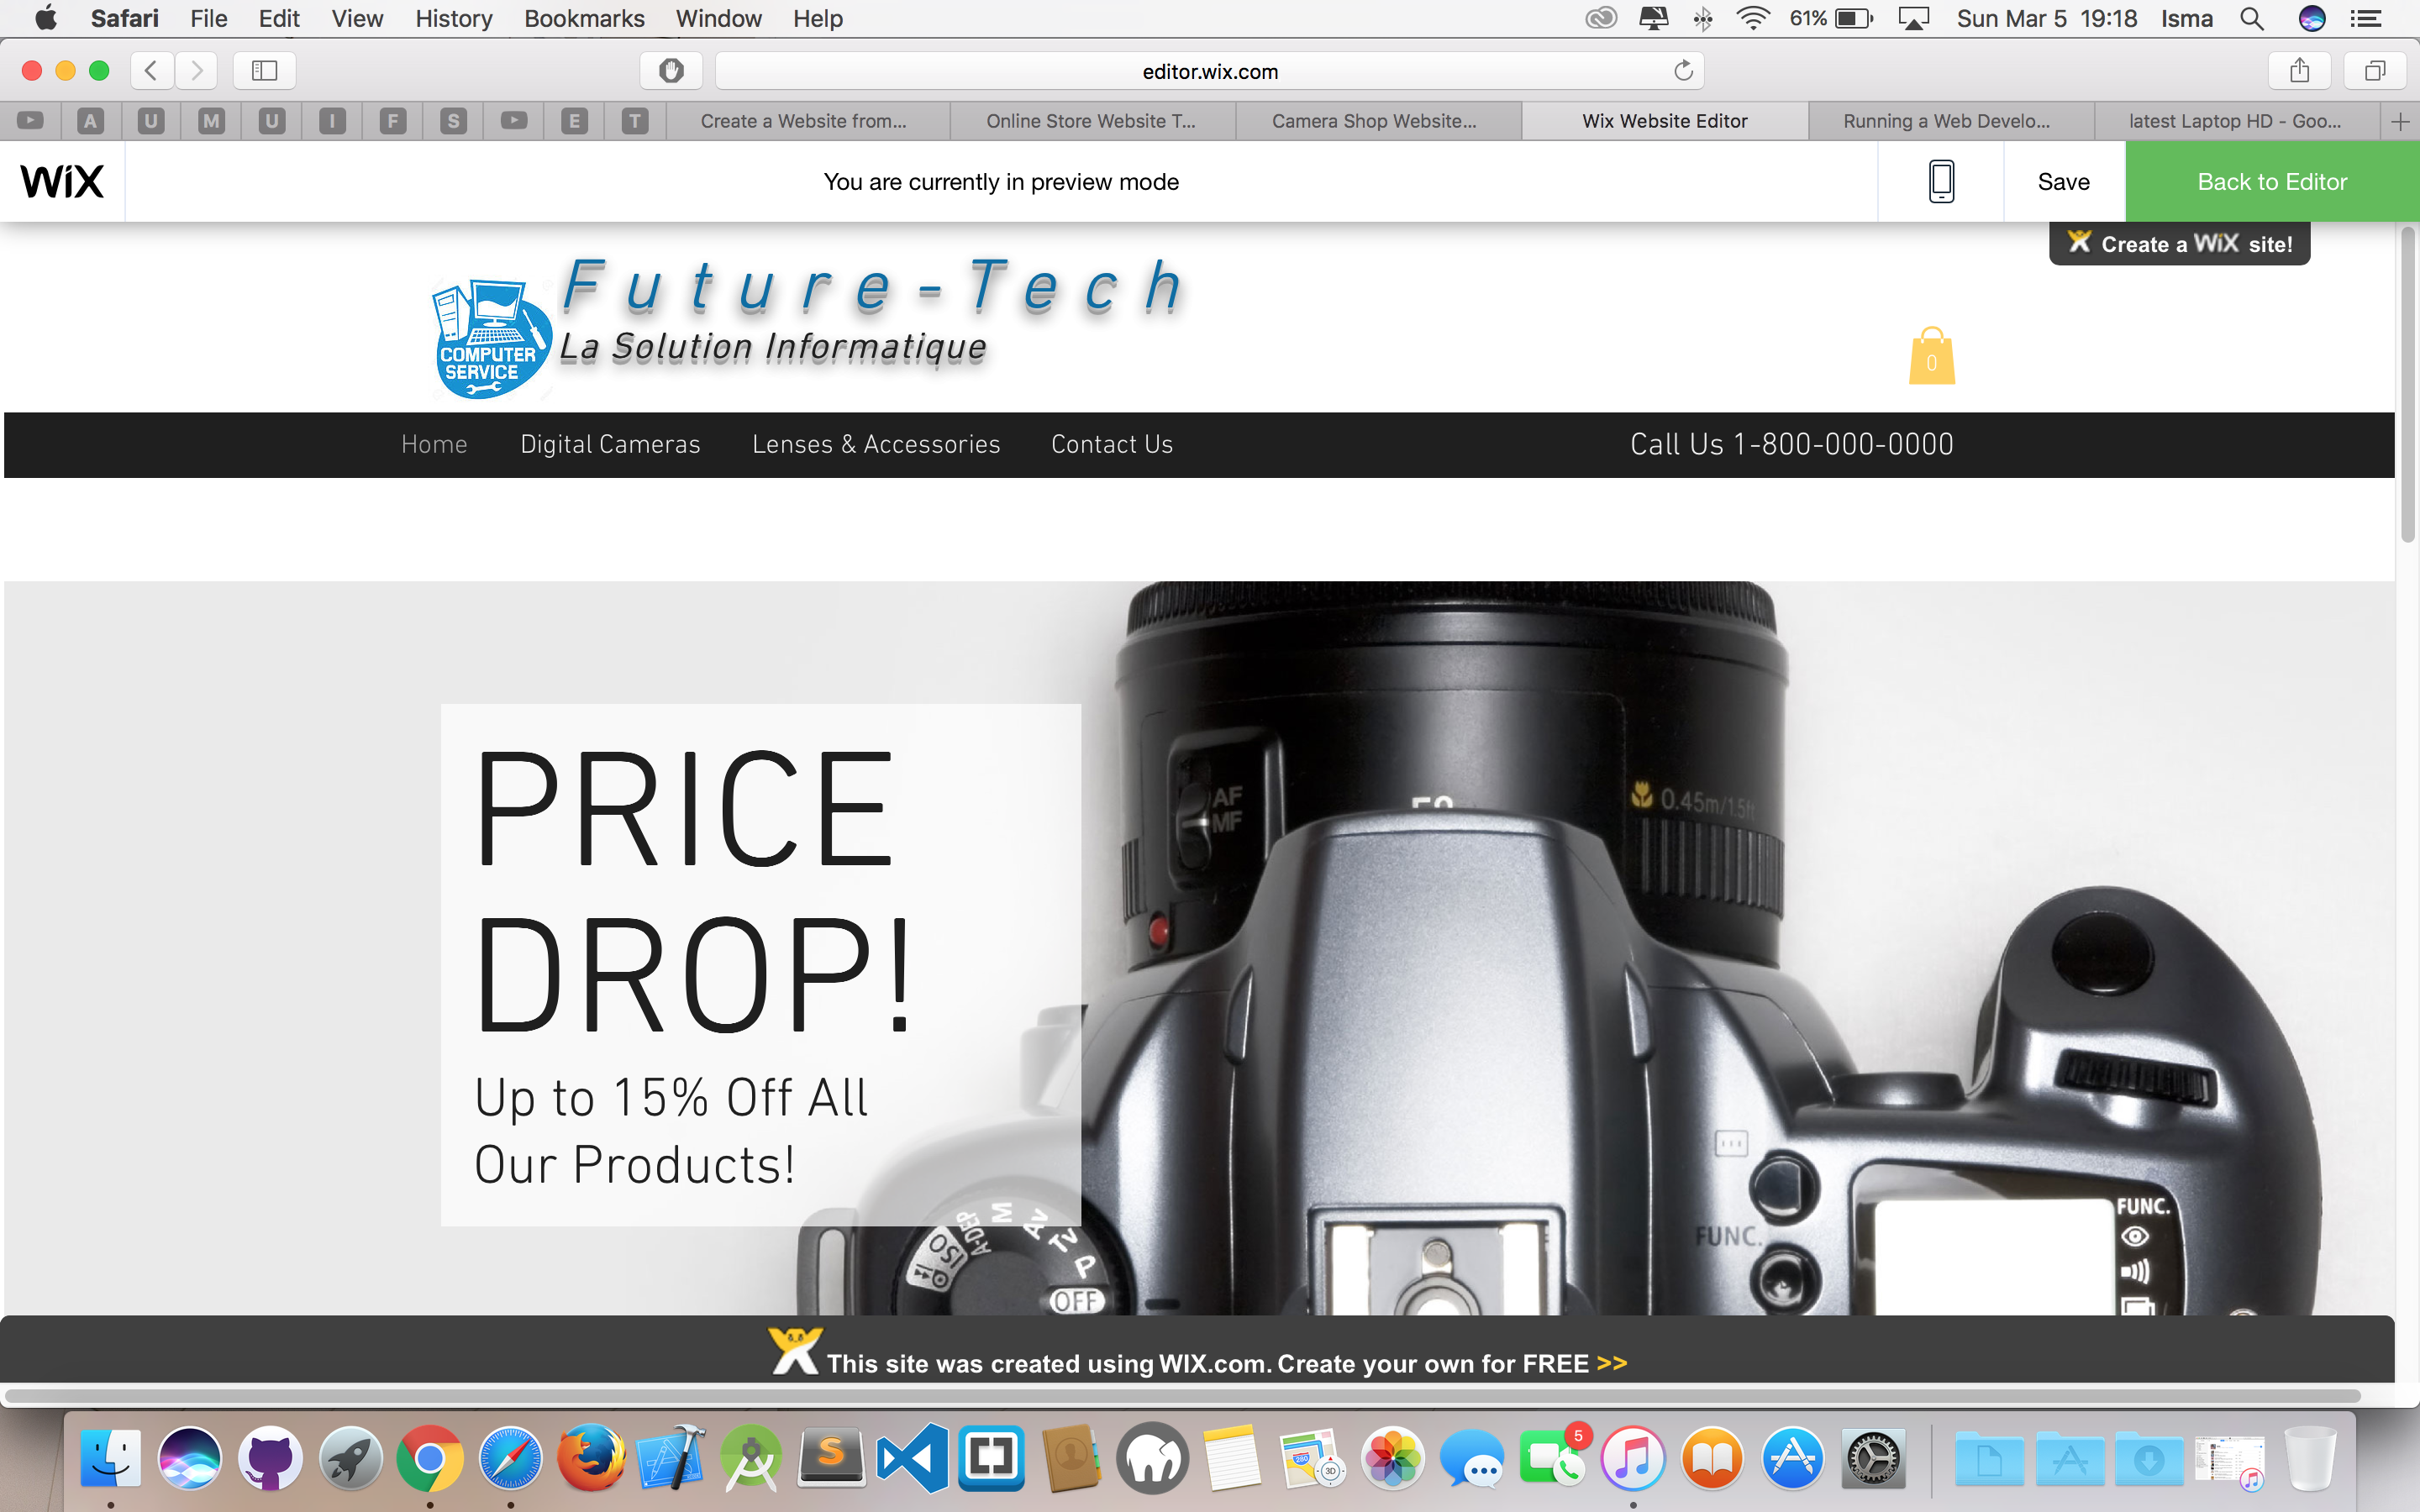 Safari File Edit View History Bookmarks Window Help 61% Sun Mar 5 19:18 Isma
editor.wix.com
A U M U I F S E T Create a Website from... Online Store Website T... Camera Shop Website... Wix Website Editor Running a Web Develo... latest Laptop HD - Goo...
WiX You are currently in preview mode Save Back to Editor
Create a WiX site!
Future-Tech
La Solution Informatique
COMPUTER
SERVICE
0
Home Digital Cameras Lenses & Accessories Contact Us Call Us 1-800-000-0000
PRICE
DROP!
Up to 15% Off All
Our Products!
AF
MF
0.45m/1.5ft
ISO A-DEP M Av Tv P
OFF
FUNC.
FUNC.
This site was created using WIX.com. Create your own for FREE >>
S
280
3D
5